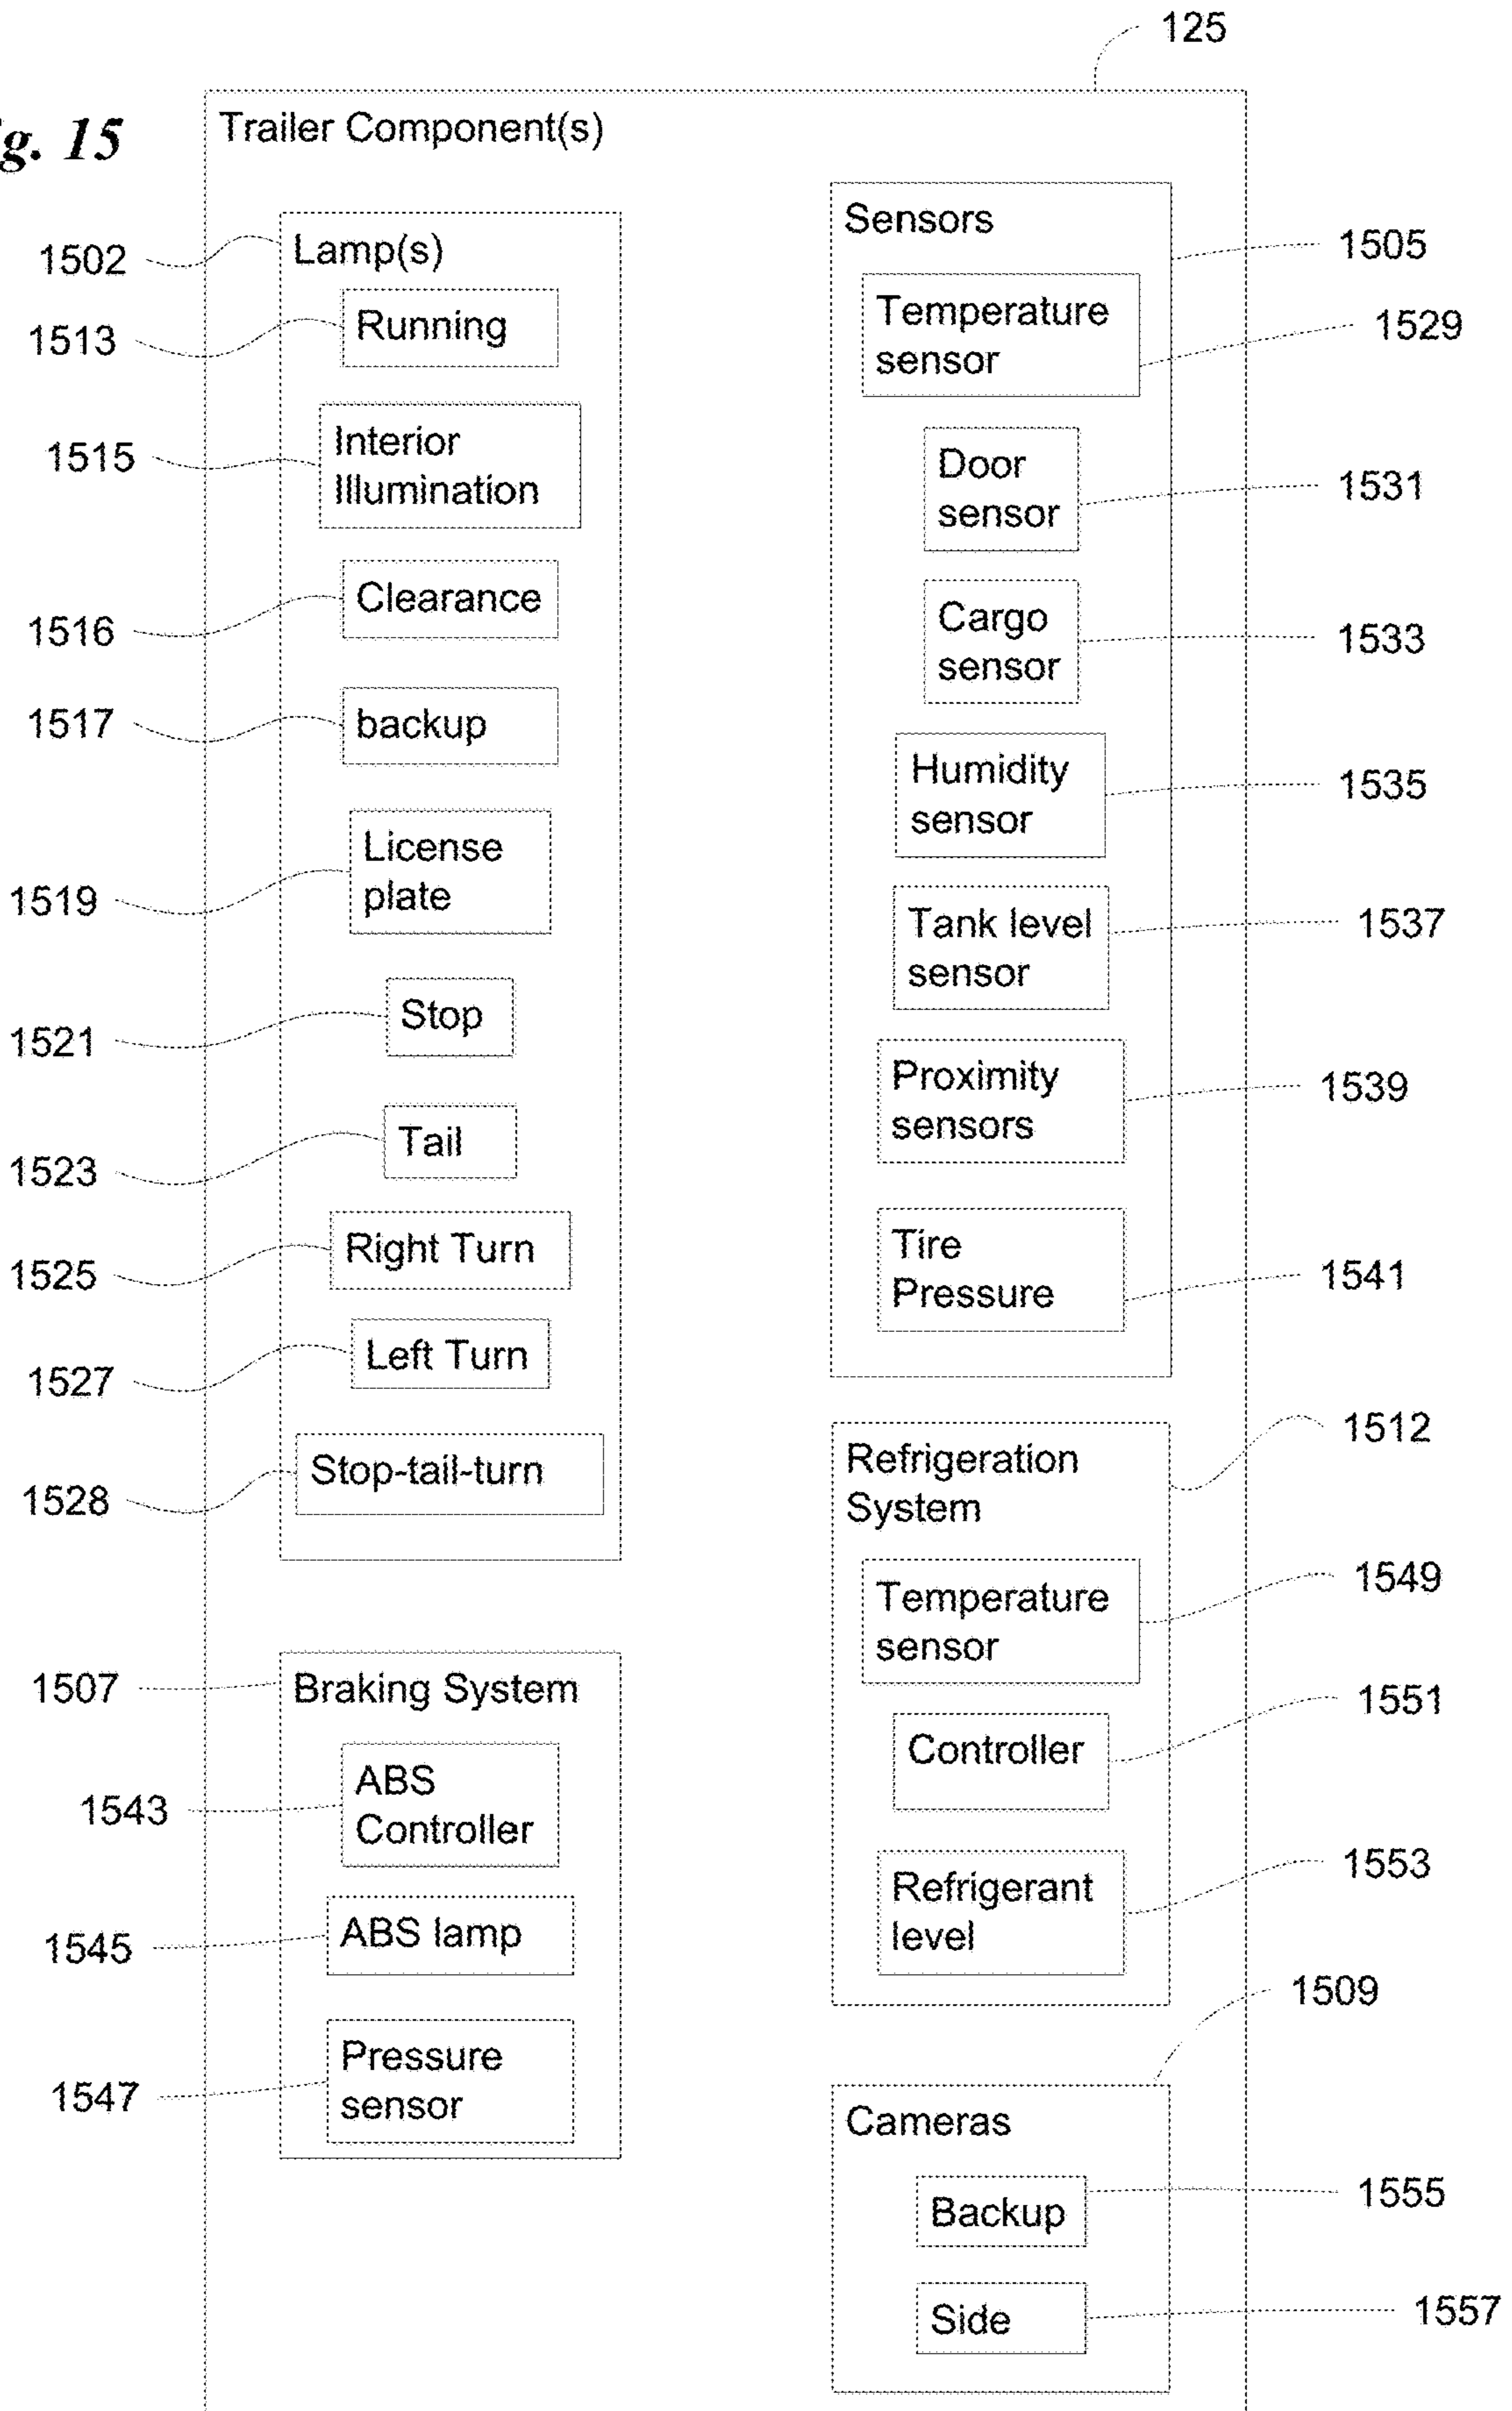 125
g. 15
Trailer Component(s)
1502
Lamp(s)
1513
Running
1515
Interior
Illumination
1516
Clearance
1517
backup
1519
License
plate
1521
Stop
1523
Tail
1525
Right Turn
1527
Left Turn
1528
Stop-tail-turn
1507
Braking System
1543
ABS
Controller
1545
ABS lamp
1547
Pressure
sensor
Sensors
1505
Temperature
sensor
1529
Door
sensor
1531
Cargo
sensor
1533
Humidity
sensor
1535
Tank level
sensor
1537
Proximity
sensors
1539
Tire
Pressure
1541
1512
Refrigeration
System
Temperature
sensor
1549
Controller
1551
Refrigerant
level
1553
1509
Cameras
Backup
1555
Side
1557